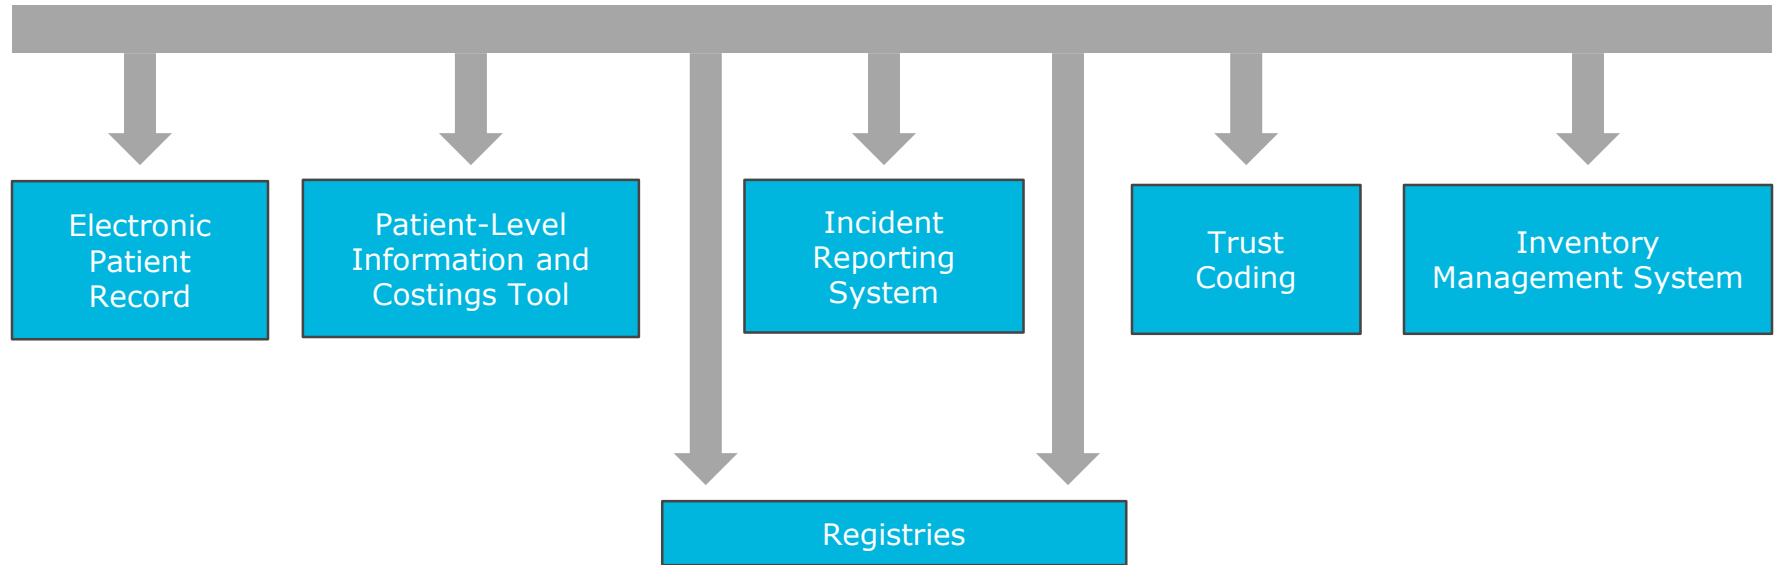 Electronic
Patient
Record
Patient-Level
Information and
Costings Tool
Incident
Reporting
System
Trust
Coding
Inventory
Management System
Registries